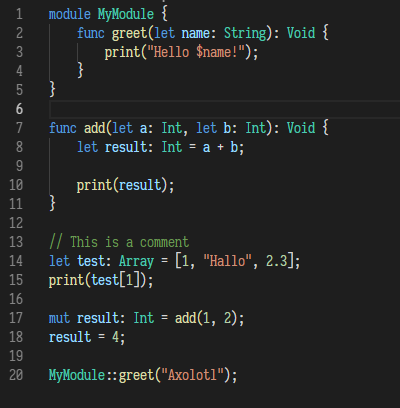 1 module MyModule {
2     func greet(let name: String): Void {
3         print("Hello $name!");
4     }
5 }
6
7 func add(let a: Int, let b: Int): Void {
8     let result: Int = a + b;
9
10     print(result);
11 }
12
13 // This is a comment
14 let test: Array = [1, "Hallo", 2.3];
15 print(test[1]);
16
17 mut result: Int = add(1, 2);
18 result = 4;
19
20 MyModule::greet("Axolotl");